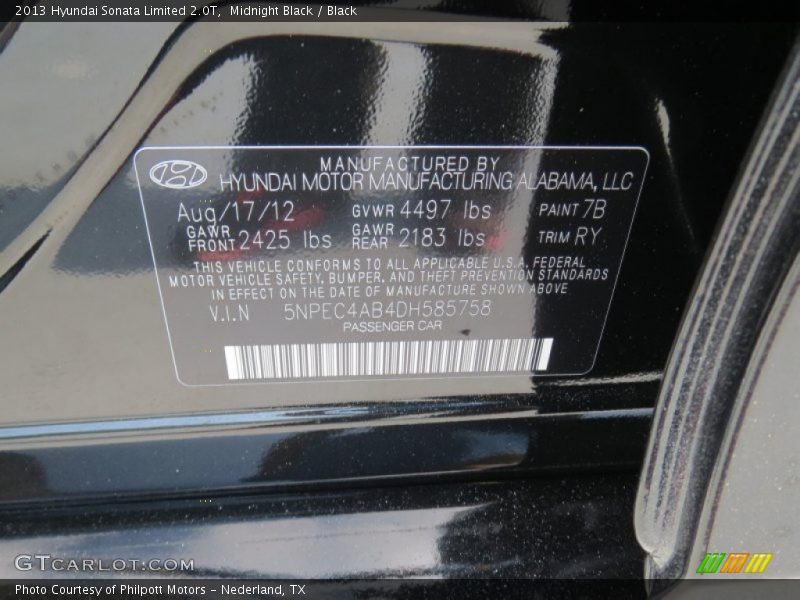 2013 Hyundai Sonata Limited 2.0T,  Midnight Black / Black
MANUFACTURED BY
HYUNDAI MOTOR MANUFACTURING ALABAMA, LLC
Aug/17/12 GVWR 4497 lbs PAINT 7B
GAWR FRONT 2425 lbs GAWR REAR 2183 lbs TRIM RY
THIS VEHICLE CONFORMS TO ALL APPLICABLE U.S.A. FEDERAL
MOTOR VEHICLE SAFETY, BUMPER, AND THEFT PREVENTION STANDARDS
IN EFFECT ON THE DATE OF MANUFACTURE SHOWN ABOVE
V.I.N 5NPEC4AB4DH585758
PASSENGER CAR
GTCARLOT.COM
Photo Courtesy of Philpott Motors - Nederland, TX